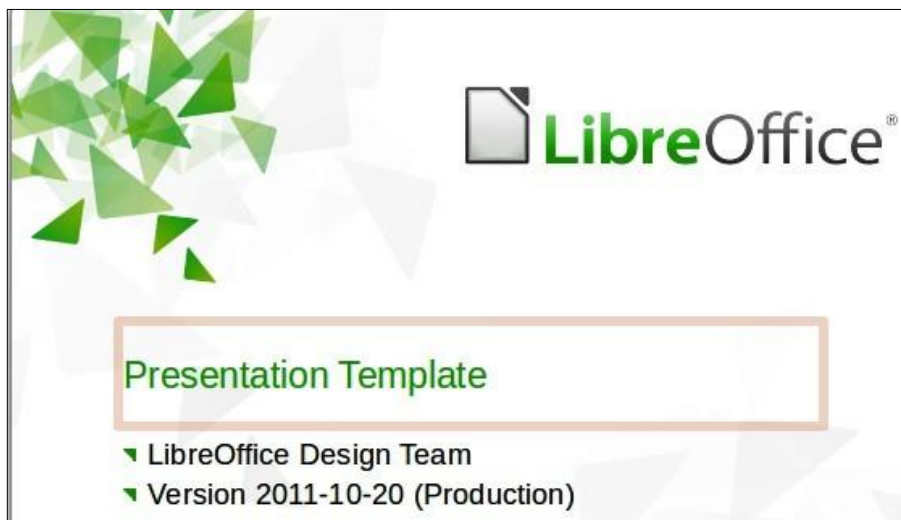 LibreOffice®
Presentation Template
LibreOffice Design Team
Version 2011-10-20 (Production)